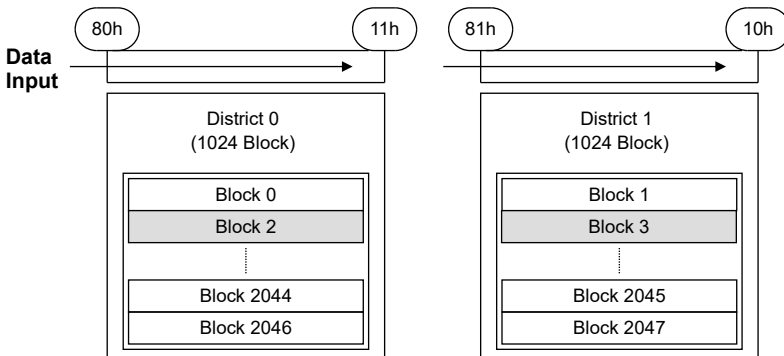 80h 11h 81h 10h
Data
Input
District 0
(1024 Block)
Block 0
Block 2
Block 2044
Block 2046
District 1
(1024 Block)
Block 1
Block 3
Block 2045
Block 2047